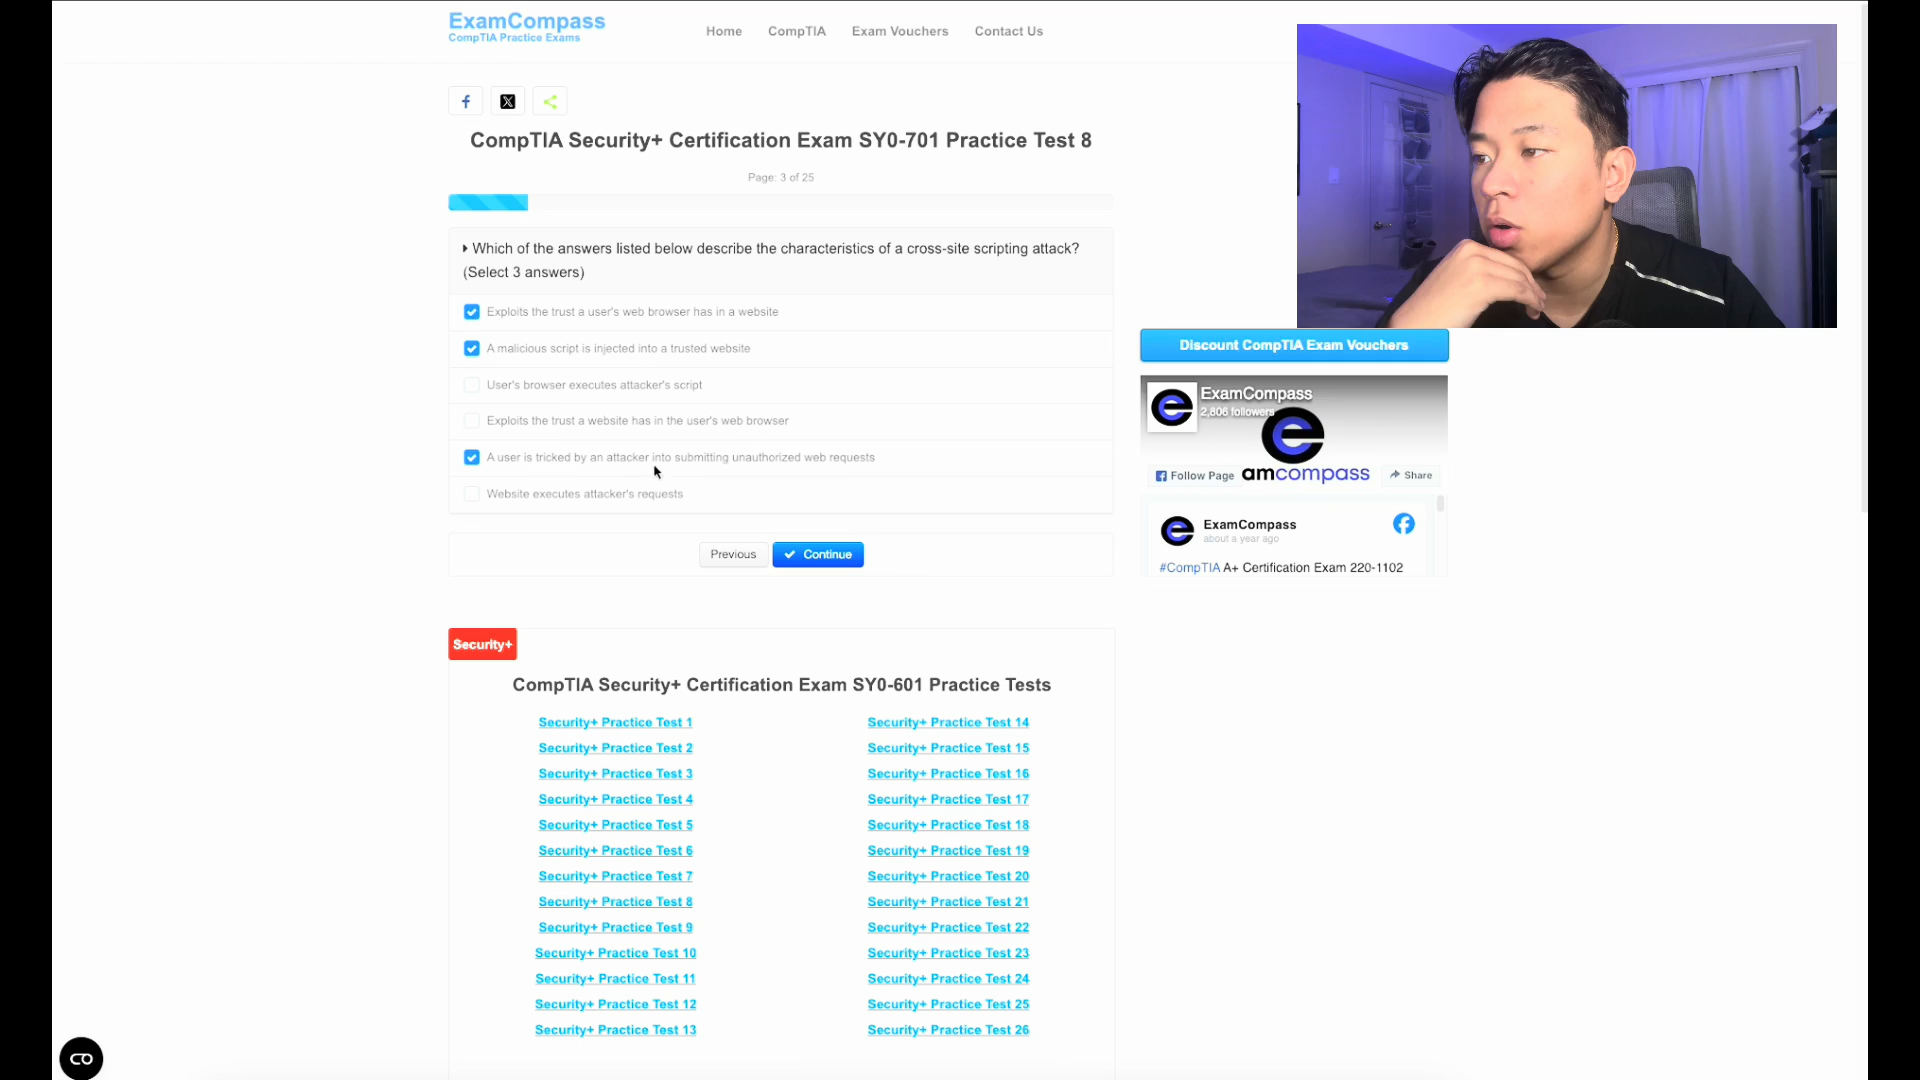 ExamCompass
CompTIA Practice Exams
Home CompTIA Exam Vouchers Contact Us
CompTIA Security+ Certification Exam SY0-701 Practice Test 8
Page: 3 of 25
Which of the answers listed below describe the characteristics of a cross-site scripting attack?
(Select 3 answers)
Exploits the trust a user's web browser has in a website
A malicious script is injected into a trusted website
User's browser executes attacker's script
Exploits the trust a website has in the user's web browser
A user is tricked by an attacker into submitting unauthorized web requests
Website executes attacker's requests
Previous Continue
Discount CompTIA Exam Vouchers
ExamCompass
2,806 followers
Follow Page amcompass Share
ExamCompass
about a year ago
#CompTIA A+ Certification Exam 220-1102
Security+
CompTIA Security+ Certification Exam SY0-601 Practice Tests
Security+ Practice Test 1
Security+ Practice Test 2
Security+ Practice Test 3
Security+ Practice Test 4
Security+ Practice Test 5
Security+ Practice Test 6
Security+ Practice Test 7
Security+ Practice Test 8
Security+ Practice Test 9
Security+ Practice Test 10
Security+ Practice Test 11
Security+ Practice Test 12
Security+ Practice Test 13
Security+ Practice Test 14
Security+ Practice Test 15
Security+ Practice Test 16
Security+ Practice Test 17
Security+ Practice Test 18
Security+ Practice Test 19
Security+ Practice Test 20
Security+ Practice Test 21
Security+ Practice Test 22
Security+ Practice Test 23
Security+ Practice Test 24
Security+ Practice Test 25
Security+ Practice Test 26